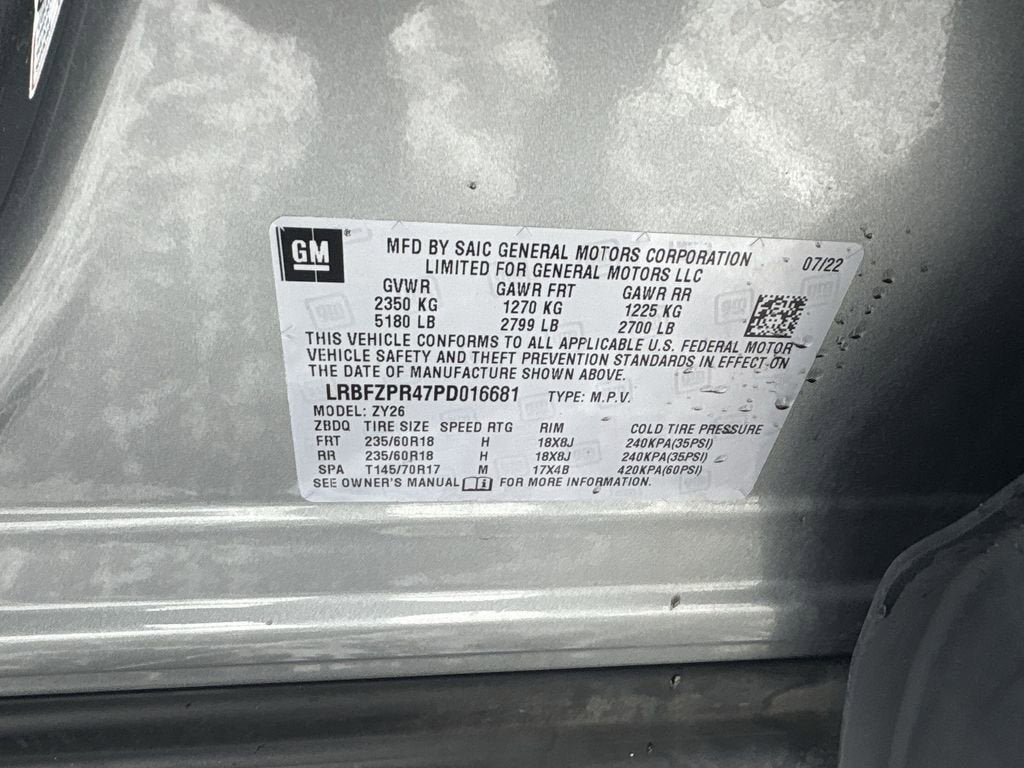 GM
MFD BY SAIC GENERAL MOTORS CORPORATION
LIMITED FOR GENERAL MOTORS LLC
07/22
GVWR GAWR FRT GAWR RR
2350 KG 1270 KG 1225 KG
5180 LB 2799 LB 2700 LB
THIS VEHICLE CONFORMS TO ALL APPLICABLE U.S. FEDERAL MOTOR
VEHICLE SAFETY AND THEFT PREVENTION STANDARDS IN EFFECT ON
THE DATE OF MANUFACTURE SHOWN ABOVE.
LRBFZPR47PD016681 TYPE: M.P.V.
MODEL: ZY26
ZBDQ TIRE SIZE SPEED RTG RIM COLD TIRE PRESSURE
FRT 235/60R18 H 18X8J 240KPA(35PSI)
RR 235/60R18 H 18X8J 240KPA(35PSI)
SPA T145/70R17 M 17X4B 420KPA(60PSI)
SEE OWNER'S MANUAL FOR MORE INFORMATION.